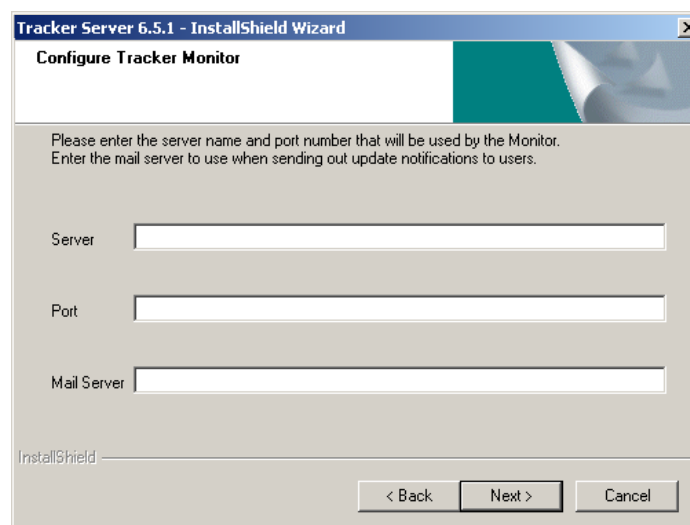 Tracker Server 6.5.1 - InstallShield Wizard
Configure Tracker Monitor
Please enter the server name and port number that will be used by the Monitor.
Enter the mail server to use when sending out update notifications to users.
Server
Port
Mail Server
InstallShield
< Back
Next >
Cancel